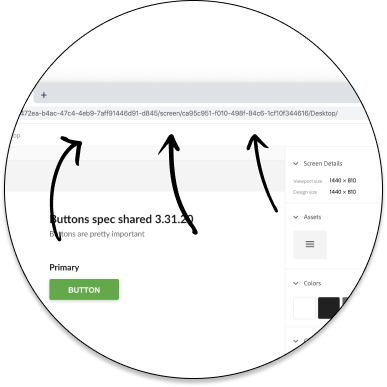 +
472ea-b4ac-47c4-4eb9-7aff91446d91-d845/screen/ca95c951-f010-498f-84c6-1cf10f344616/Desktop/
op
Screen Details
Viewport size 1440 × 810
Design size 1440 × 810
Buttons spec shared 3.31.20
Buttons are pretty important
Assets
Primary
BUTTON
Colors